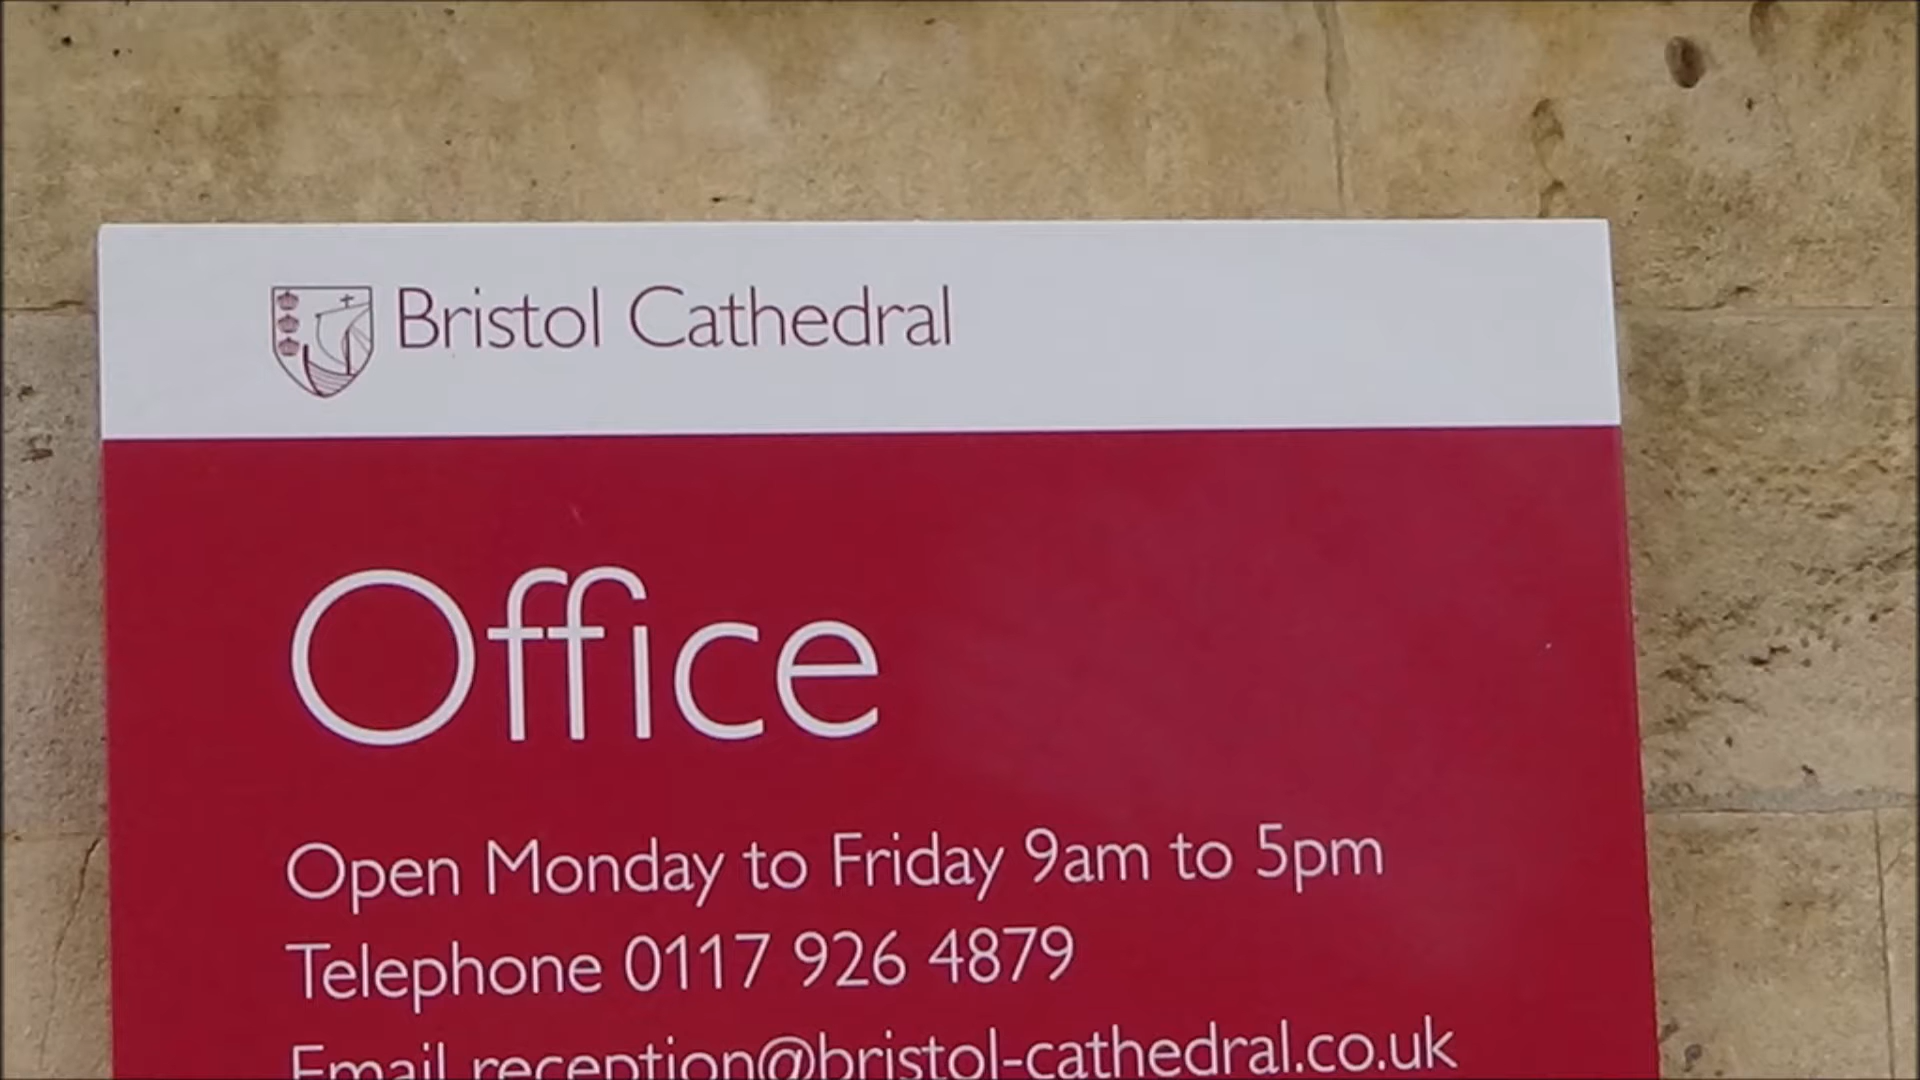 Bristol Cathedral
Office
Open Monday to Friday 9am to 5pm
Telephone 0117 926 4879
Email reception@bristol-cathedral.co.uk